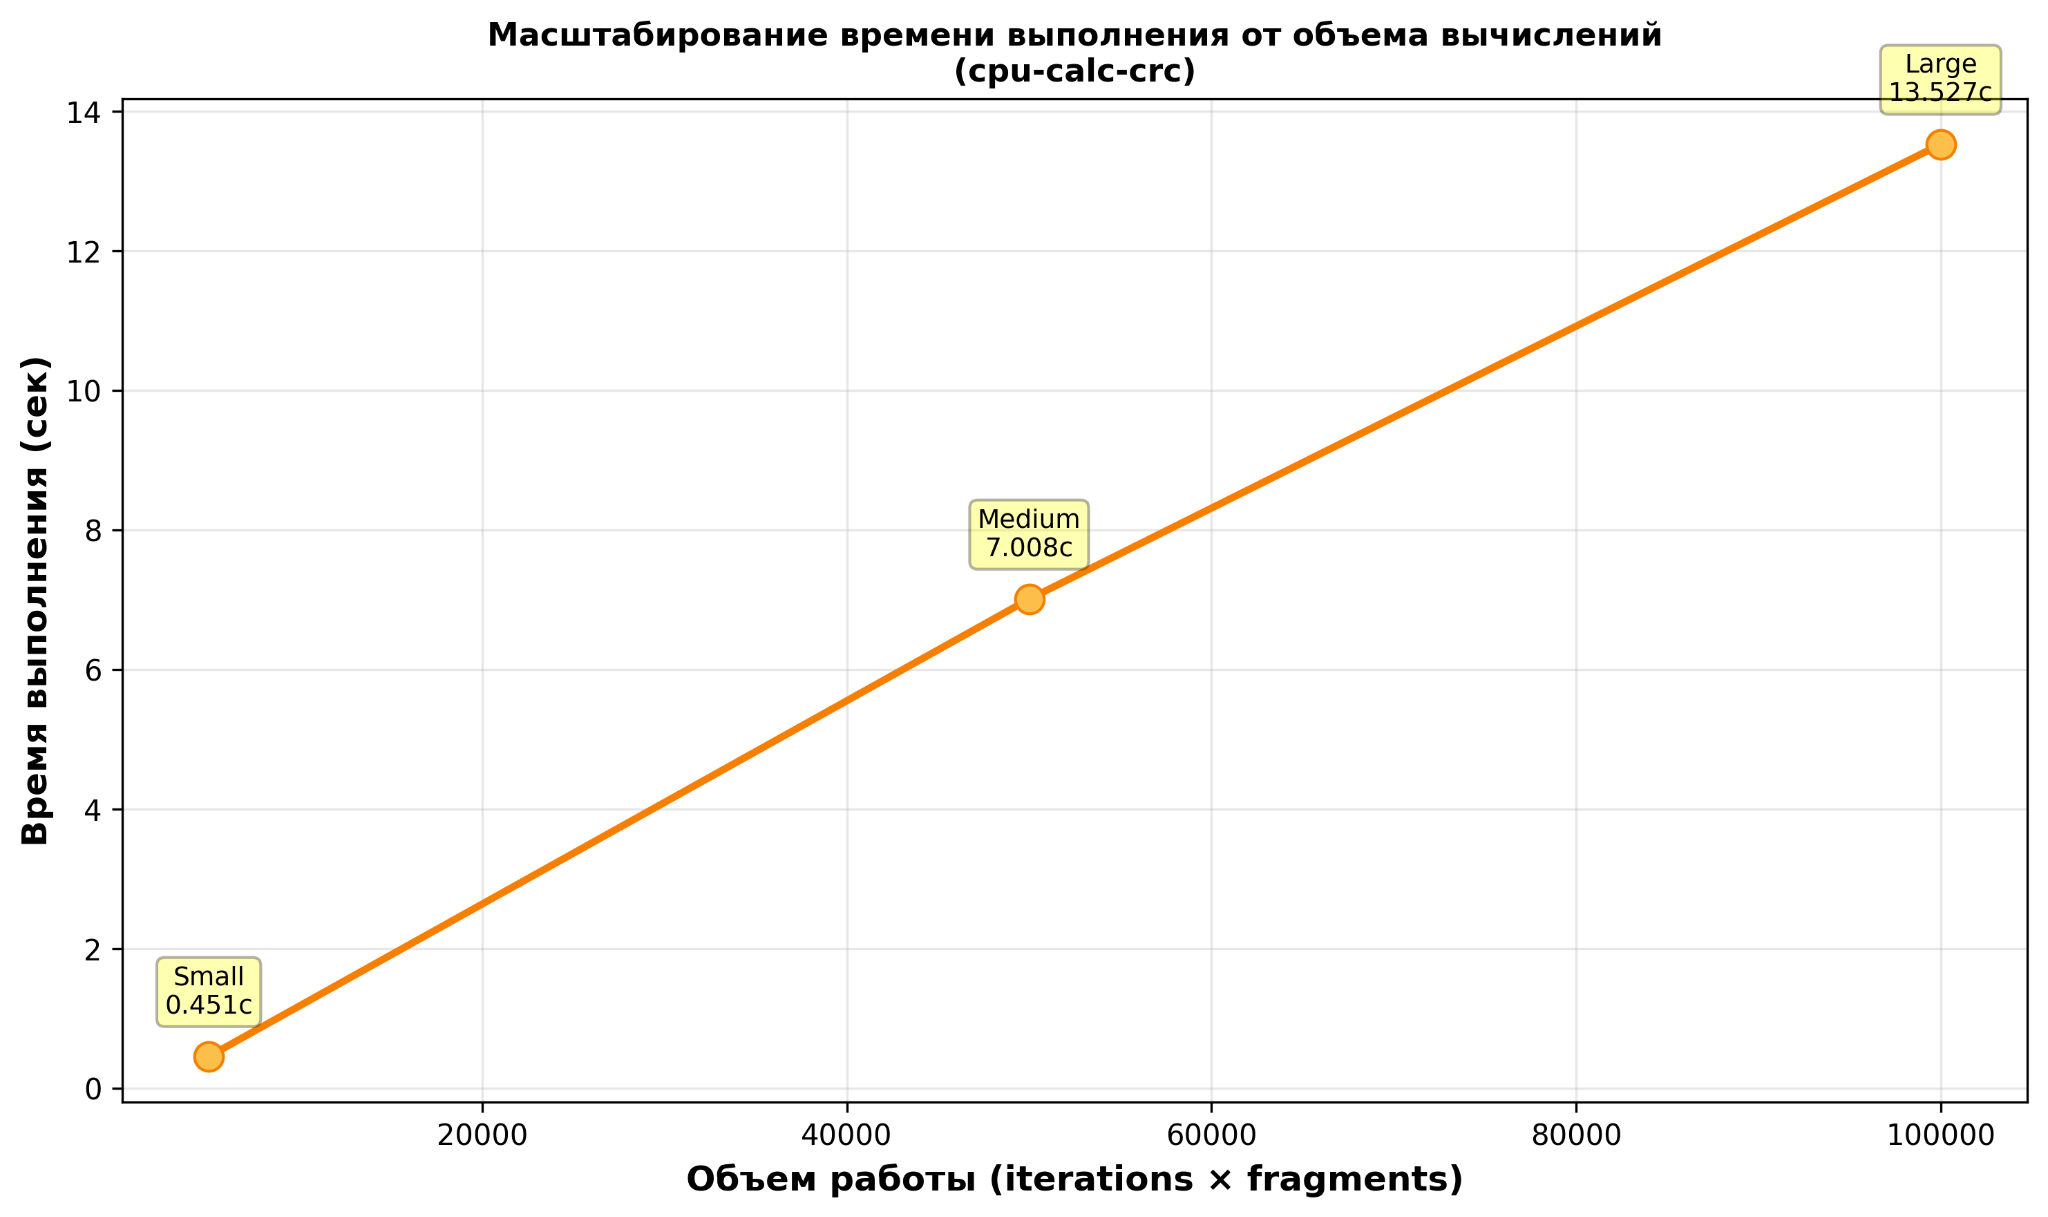 Масштабирование времени выполнения от объема вычислений
(cpu-calc-crc)
Large
13.527с
14
12
10
8
6
4
2
0
Время выполнения (сек)
Medium
7.008с
Small
0.451с
20000
40000
60000
80000
100000
Объем работы (iterations × fragments)